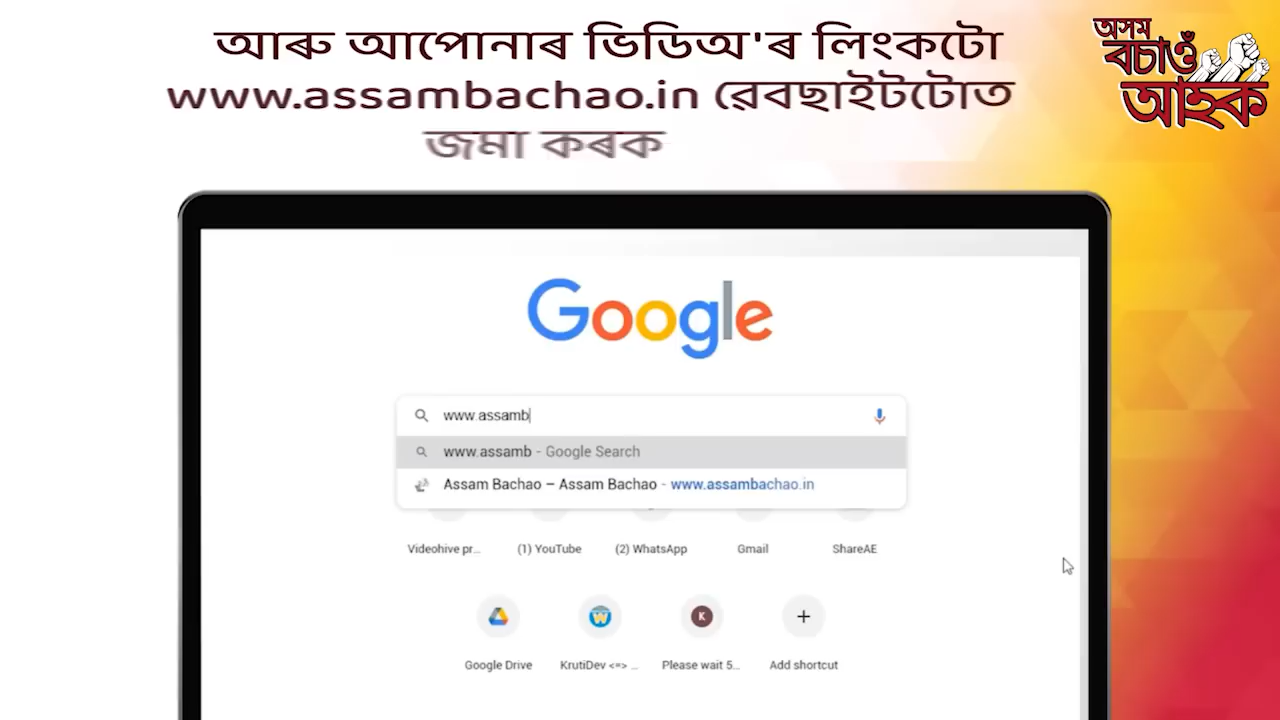 আৰু আপোনাৰ ভিডিঅ'ৰ লিংকটো
www.assambachao.in ৱেবছাইটটোত
জমা কৰক
অসম
বচাওঁ
আহক
Google
www.assamb
www.assamb - Google Search
Assam Bachao – Assam Bachao - www.assambachao.in
Videohive pr... (1) YouTube (2) WhatsApp Gmail ShareAE
K
Google Drive KrutiDev <=> ... Please wait 5... Add shortcut